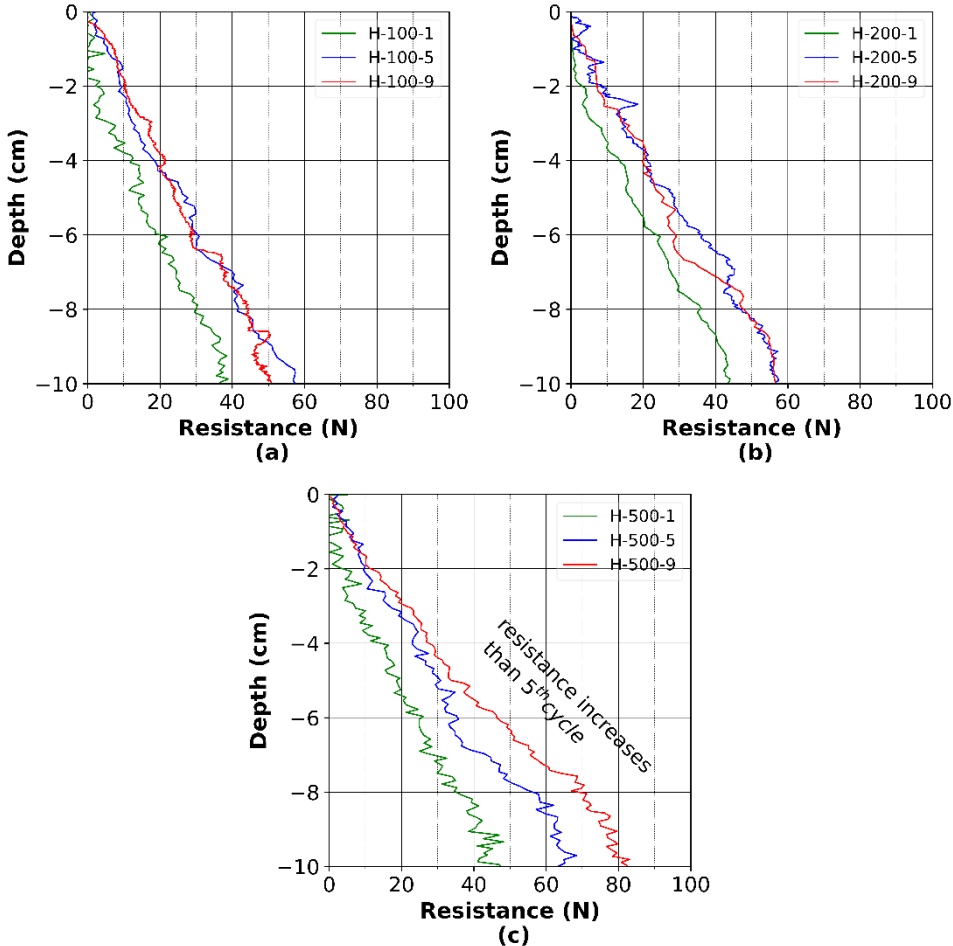 H-100-1
H-100-5
H-100-9
0
−2
−4
−6
−8
−10
Depth (cm)
0 20 40 60 80 100
Resistance (N)
(a)
H-200-1
H-200-5
H-200-9
0
−2
−4
−6
−8
−10
Depth (cm)
0 20 40 60 80 100
Resistance (N)
(b)
H-500-1
H-500-5
H-500-9
resistance increases
than 5th cycle
0
−2
−4
−6
−8
−10
Depth (cm)
0 20 40 60 80 100
Resistance (N)
(c)